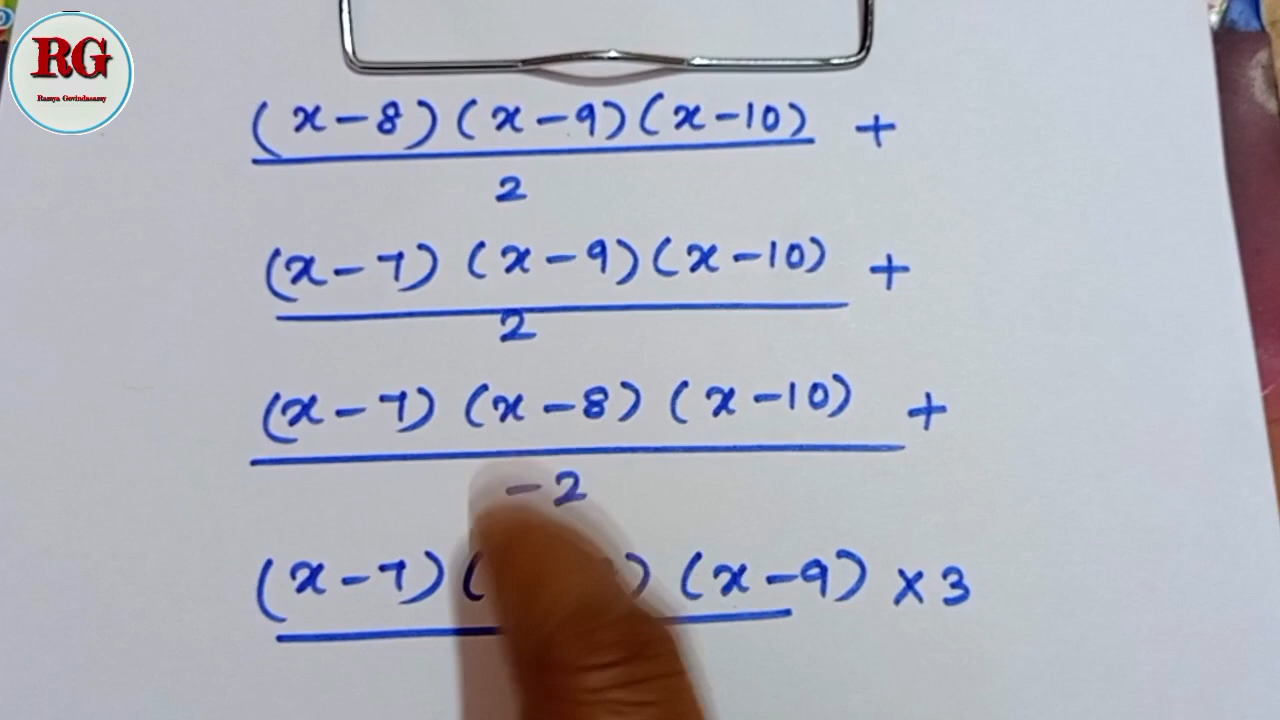 RG
Ramya Govindasamy
(x-8)(x-9)(x-10) +
2
(x-7)(x-9)(x-10) +
2
(x-7)(x-8)(x-10) +
-2
(x-7)( ) (x-9) × 3